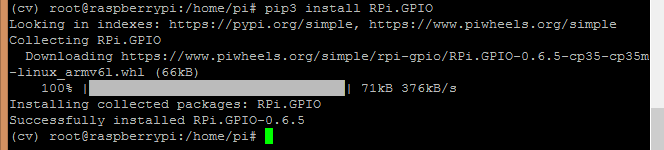 (cv) root@raspberrypi:/home/pi# pip3 install RPi.GPIO
Looking in indexes: https://pypi.org/simple, https://www.piwheels.org/simple
Collecting RPi.GPIO
  Downloading https://www.piwheels.org/simple/rpi-gpio/RPi.GPIO-0.6.5-cp35-cp35m
-linux_armv6l.whl (66kB)
    100% |                                | 71kB 376kB/s
Installing collected packages: RPi.GPIO
Successfully installed RPi.GPIO-0.6.5
(cv) root@raspberrypi:/home/pi#